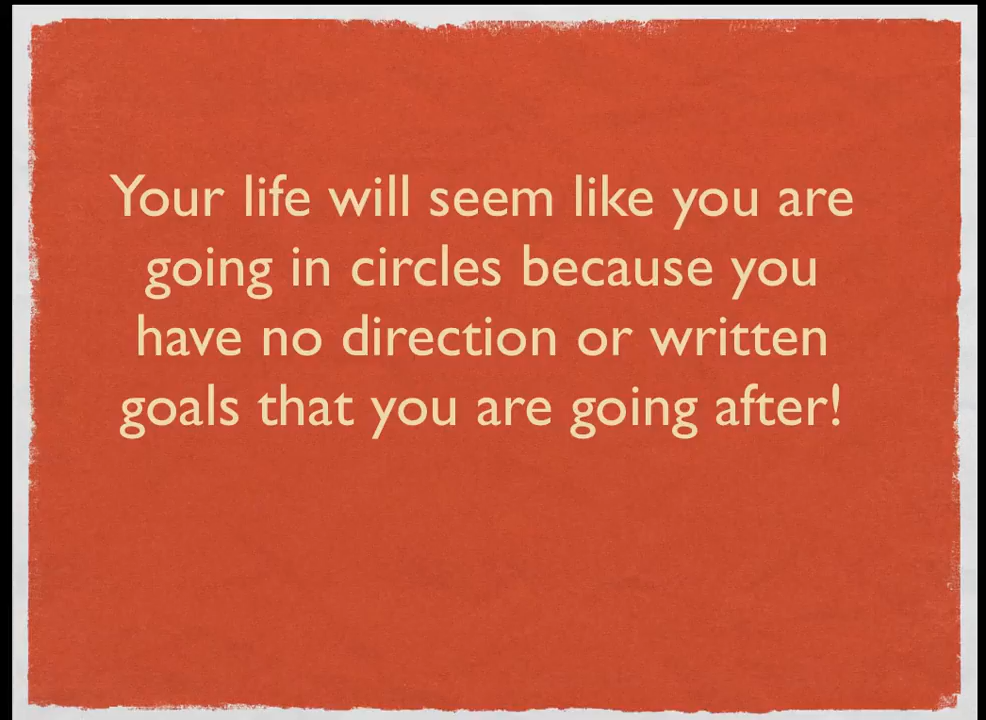 Your life will seem like you are
going in circles because you
have no direction or written
goals that you are going after!